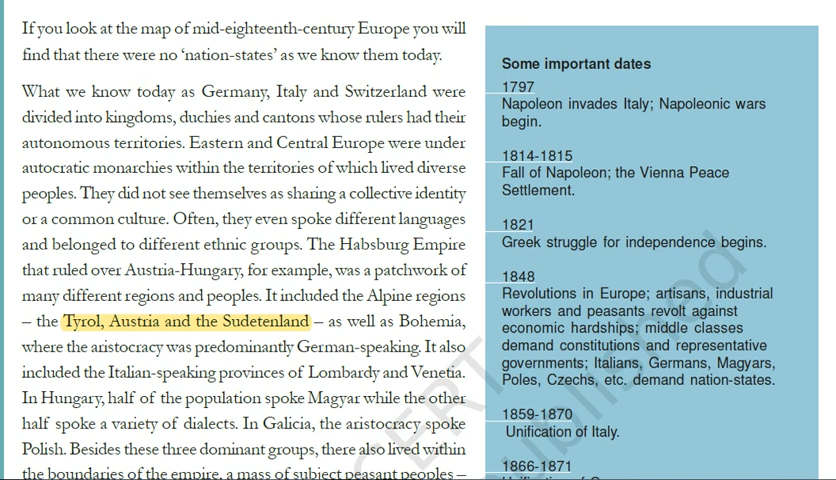 If you look at the map of mid-eighteenth-century Europe you will
find that there were no ‘nation-states’ as we know them today.
What we know today as Germany, Italy and Switzerland were
divided into kingdoms, duchies and cantons whose rulers had their
autonomous territories. Eastern and Central Europe were under
autocratic monarchies within the territories of which lived diverse
peoples. They did not see themselves as sharing a collective identity
or a common culture. Often, they even spoke different languages
and belonged to different ethnic groups. The Habsburg Empire
that ruled over Austria-Hungary, for example, was a patchwork of
many different regions and peoples. It included the Alpine regions
– the Tyrol, Austria and the Sudetenland – as well as Bohemia,
where the aristocracy was predominantly German-speaking. It also
included the Italian-speaking provinces of Lombardy and Venetia.
In Hungary, half of the population spoke Magyar while the other
half spoke a variety of dialects. In Galicia, the aristocracy spoke
Polish. Besides these three dominant groups, there also lived within
the boundaries of the empire, a mass of subject peasant peoples –
Some important dates
1797
Napoleon invades Italy; Napoleonic wars
begin.
1814-1815
Fall of Napoleon; the Vienna Peace
Settlement.
1821
Greek struggle for independence begins.
1848
Revolutions in Europe; artisans, industrial
workers and peasants revolt against
economic hardships; middle classes
demand constitutions and representative
governments; Italians, Germans, Magyars,
Poles, Czechs, etc. demand nation-states.
1859-1870
Unification of Italy.
1866-1871